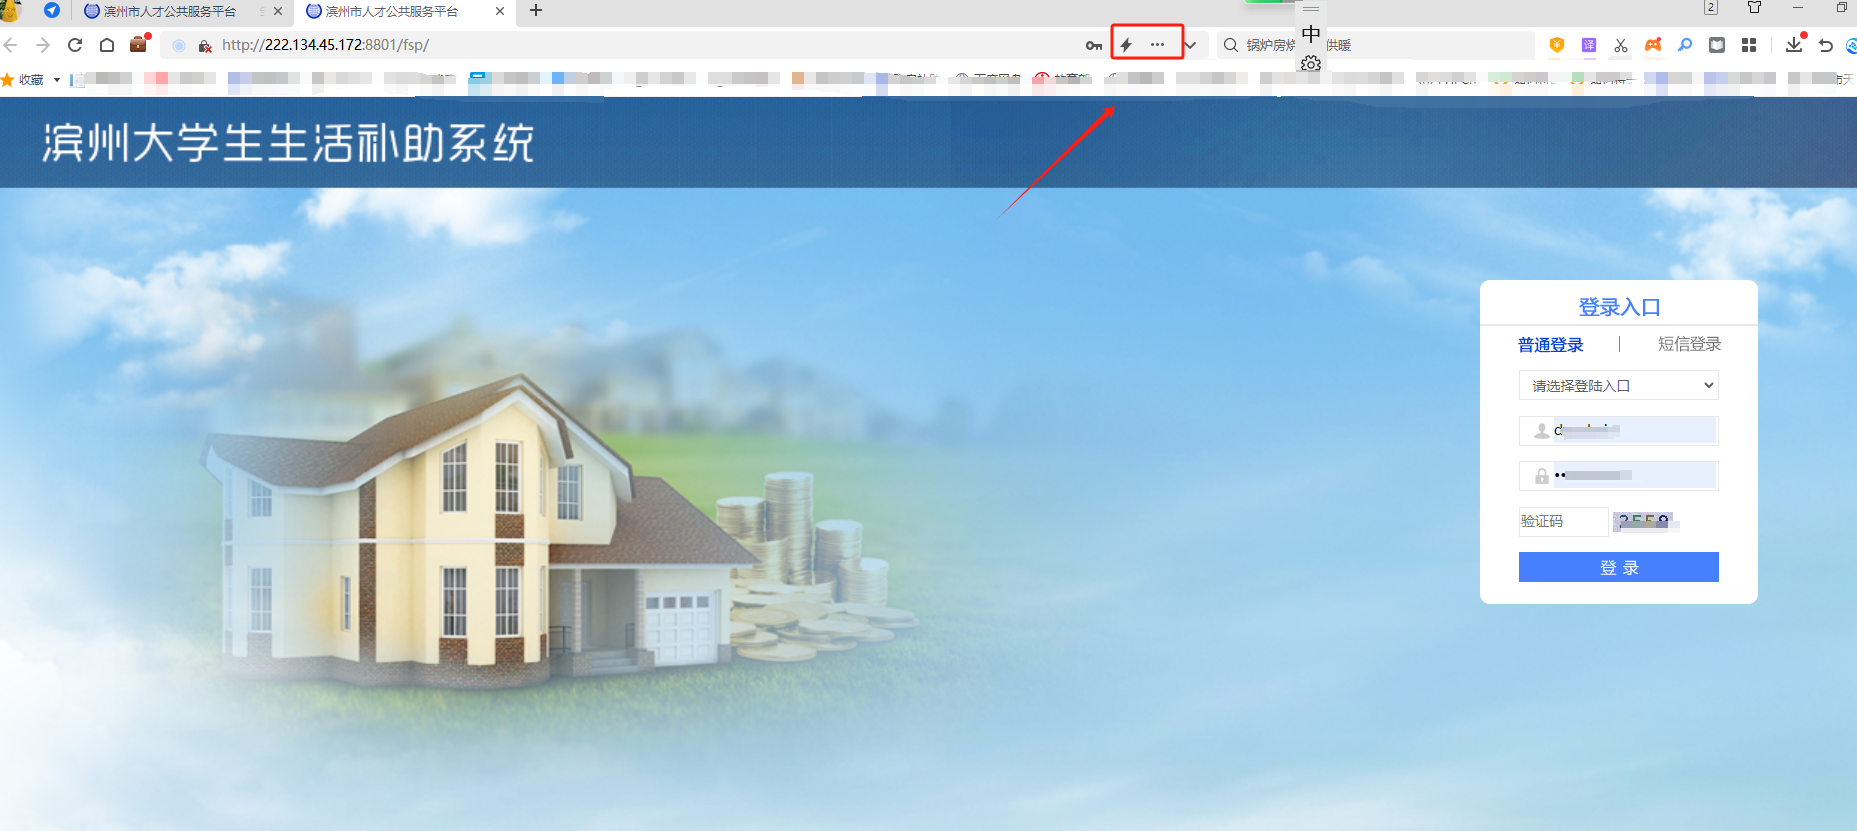 滨州市人才公共服务平台
滨州市人才公共服务平台
2
http://222.134.45.172:8801/fsp/
锅炉房烧
供暖
中
译
收藏
滨州大学生生活补助系统
登录入口
普通登录
短信登录
请选择登陆入口
验证码
登 录